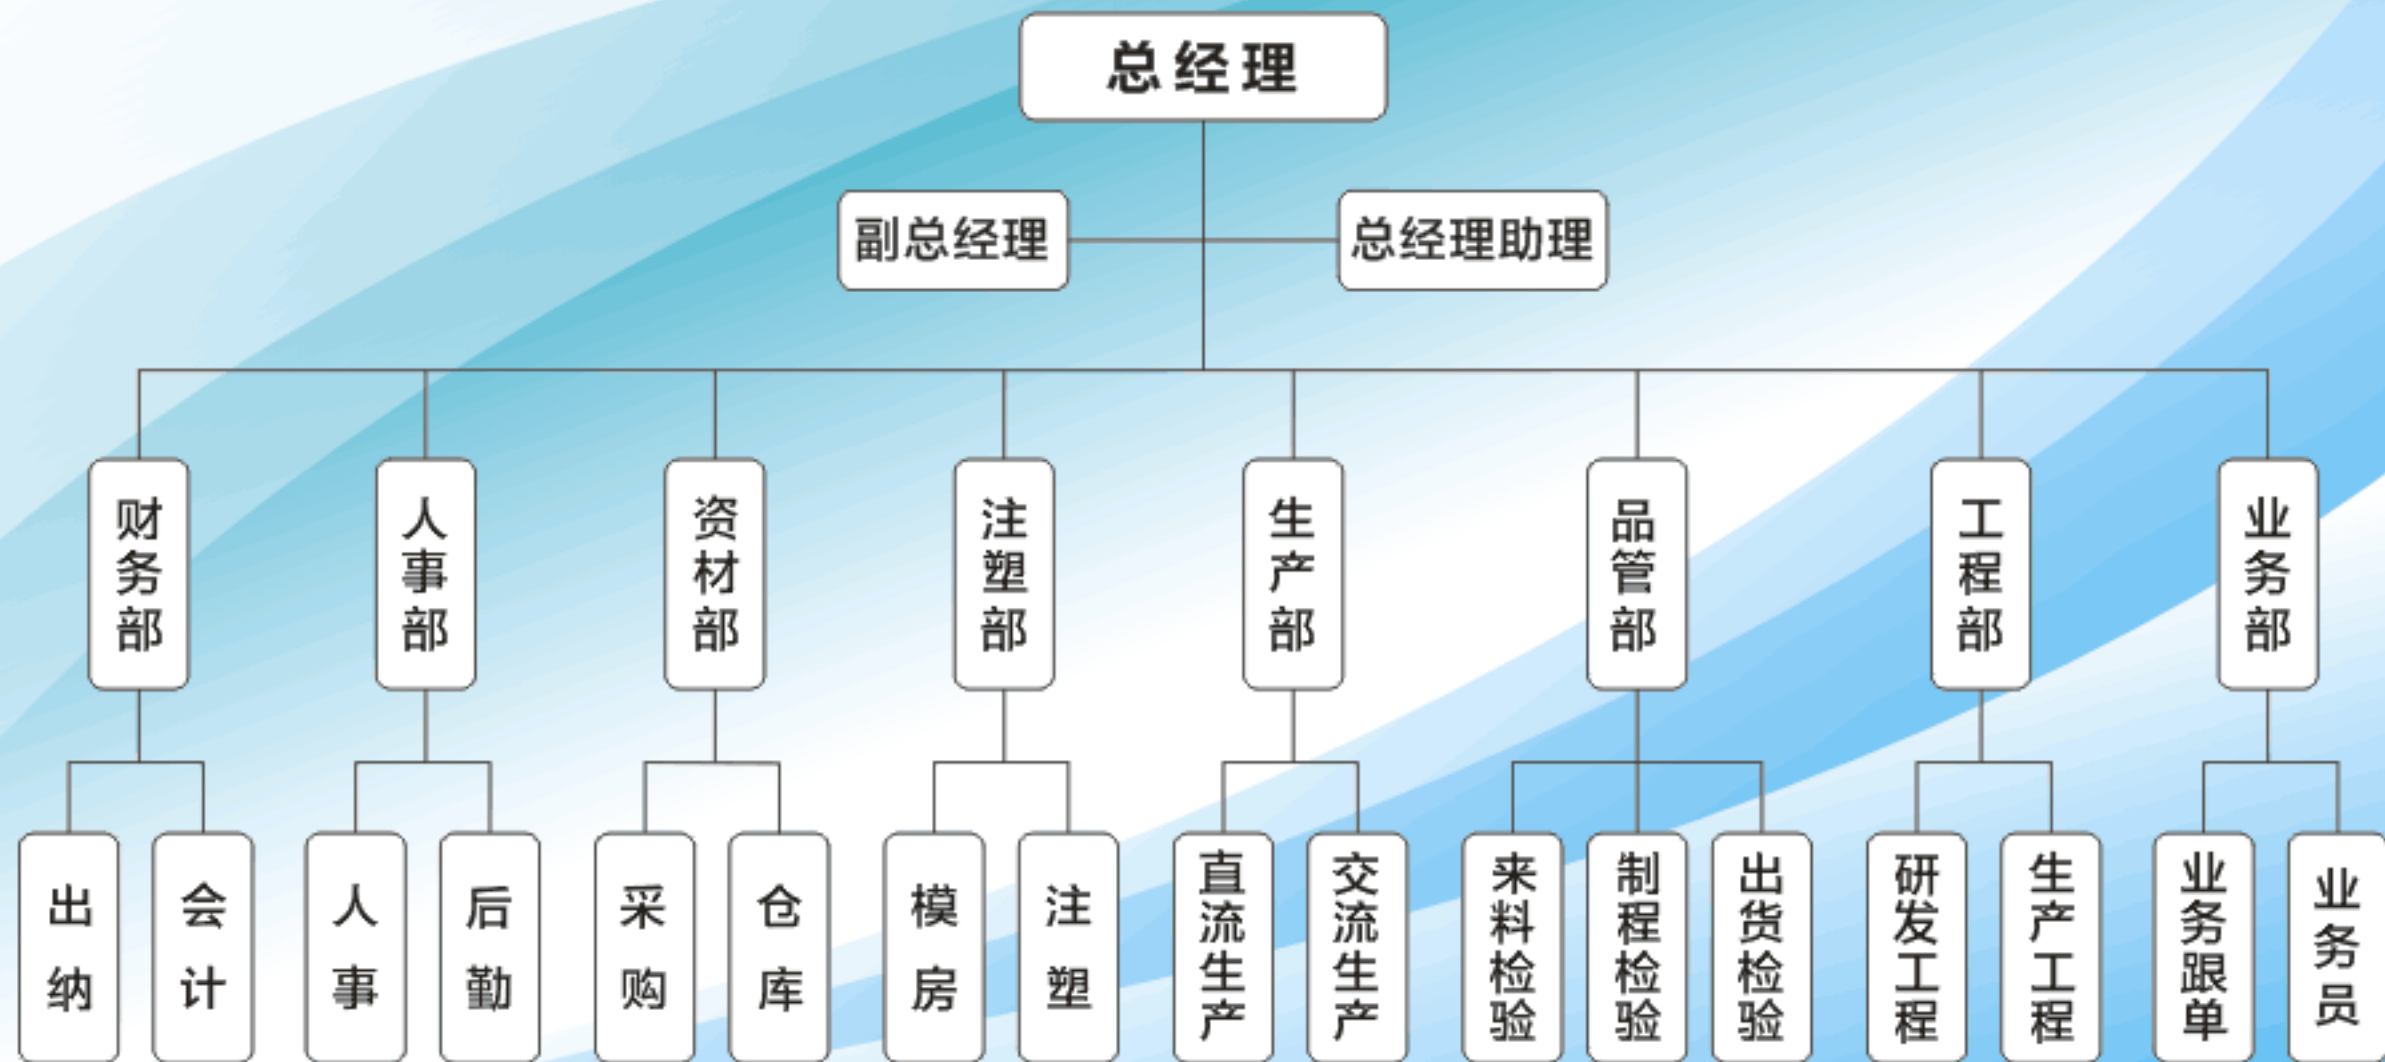 总经理
副总经理
总经理助理
财务部
人事部
资材部
注塑部
生产部
品管部
工程部
业务部
出纳
会计
人事
后勤
采购
仓库
模房
注塑
直流生产
交流生产
来料检验
制程检验
出货检验
研发工程
生产工程
业务跟单
业务员